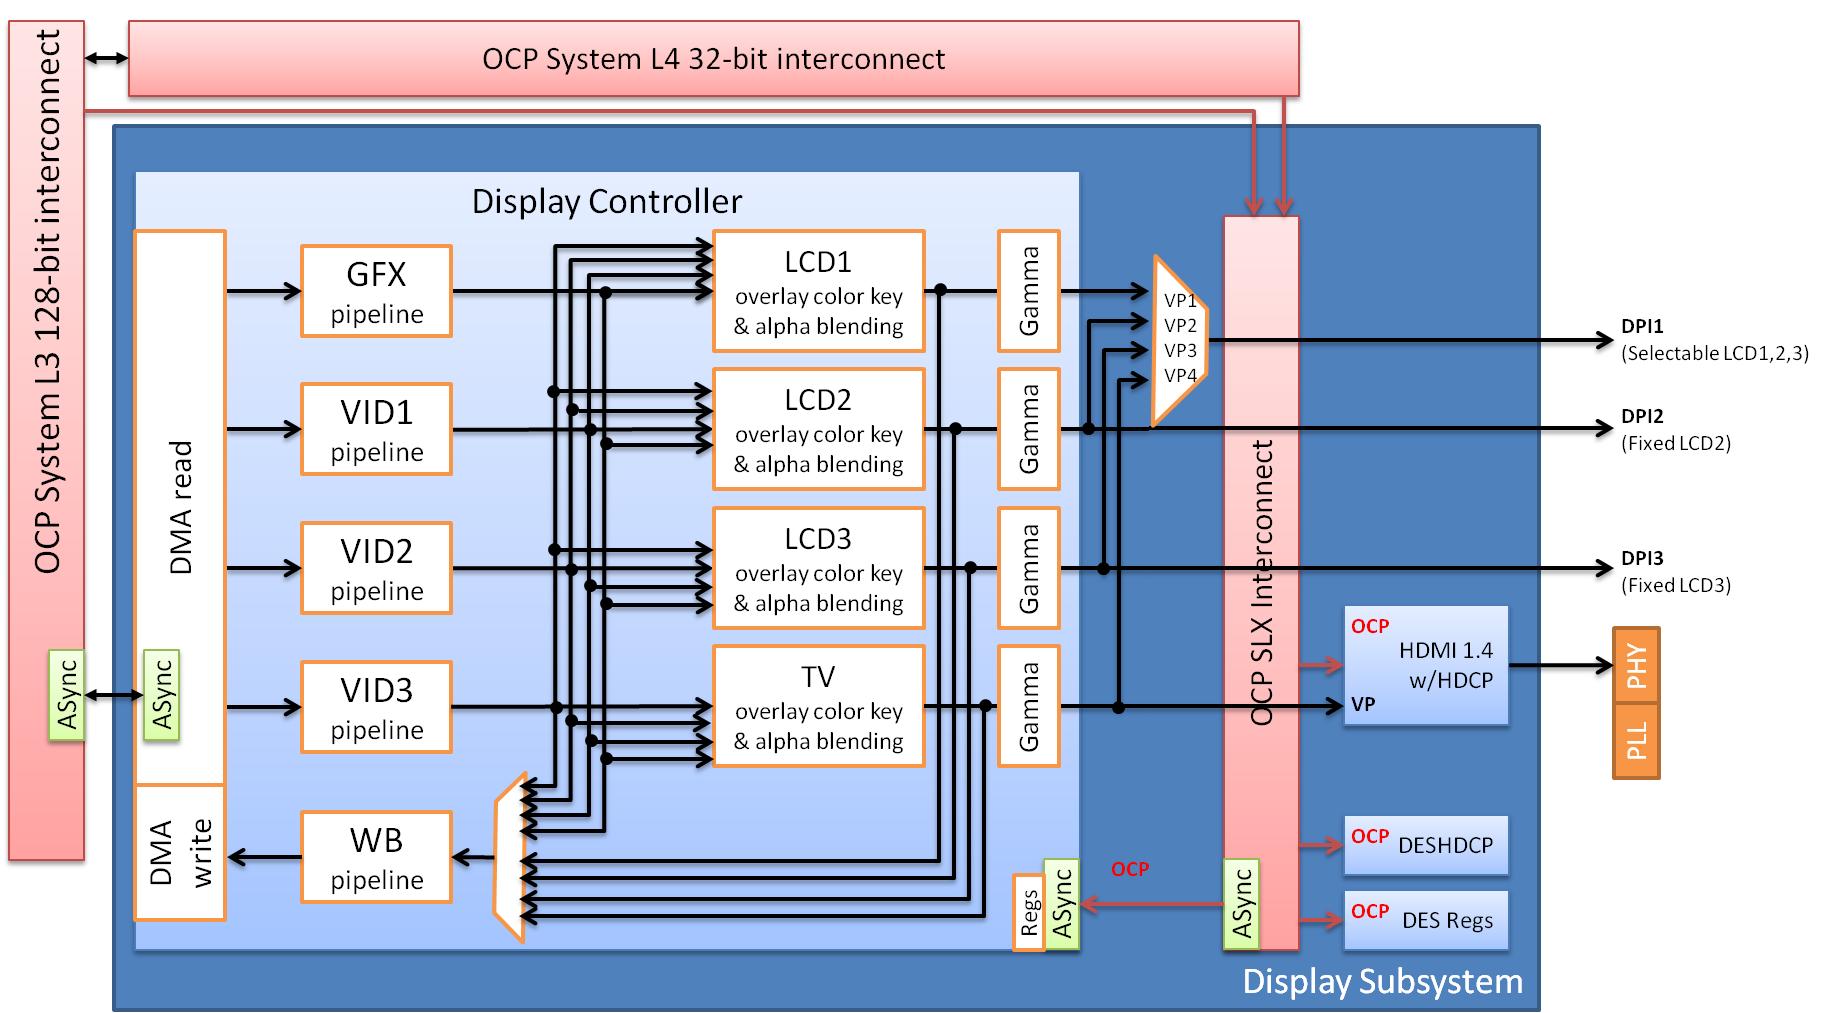 OCP System L3 128-bit interconnect
OCP System L4 32-bit interconnect
Display Controller
DMA read
ASync
ASync
DMA
write
GFX
pipeline
VID1
pipeline
VID2
pipeline
VID3
pipeline
WB
pipeline
LCD1
overlay color key
& alpha blending
LCD2
overlay color key
& alpha blending
LCD3
overlay color key
& alpha blending
TV
overlay color key
& alpha blending
Gamma
Gamma
Gamma
Gamma
VP1
VP2
VP3
VP4
OCP SLX Interconnect
DPI1
(Selectable LCD1,2,3)
DPI2
(Fixed LCD2)
DPI3
(Fixed LCD3)
OCP
HDMI 1.4
w/HDCP
VP
PHY
PLL
OCP
DESHDCP
OCP
DES Regs
Regs
ASync
OCP
ASync
Display Subsystem